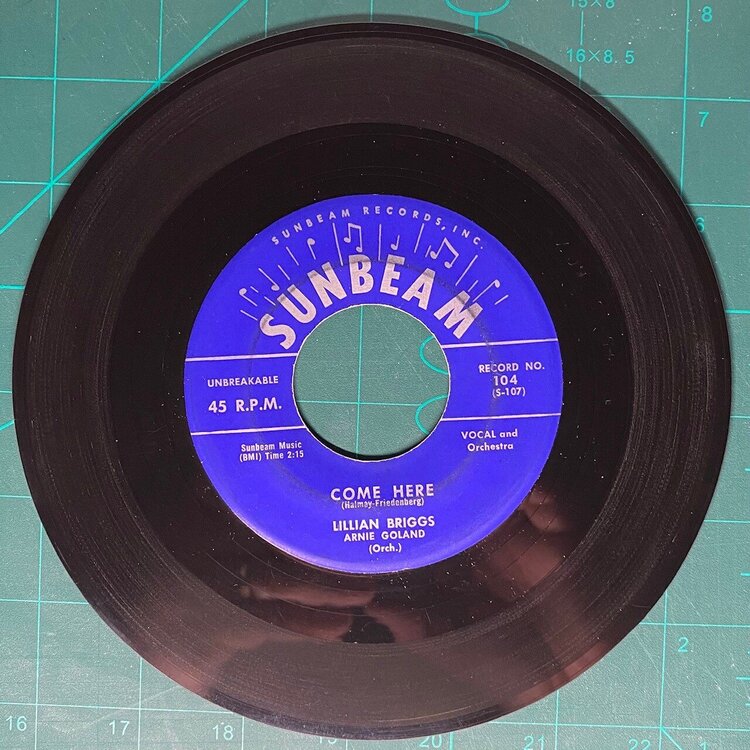 15×8
8
16×8.5
7
6
SUNBEAM RECORDS, INC.
SUNBEAM
UNBREAKABLE
45 R.P.M.
RECORD NO.
104
(S-107)
Sunbeam Music
(BMI) Time 2:15
VOCAL and
Orchestra
COME HERE
(Halmay-Friedenberg)
LILLIAN BRIGGS
ARNIE GOLAND
(Orch.)
2
16
17
18
20
21
22